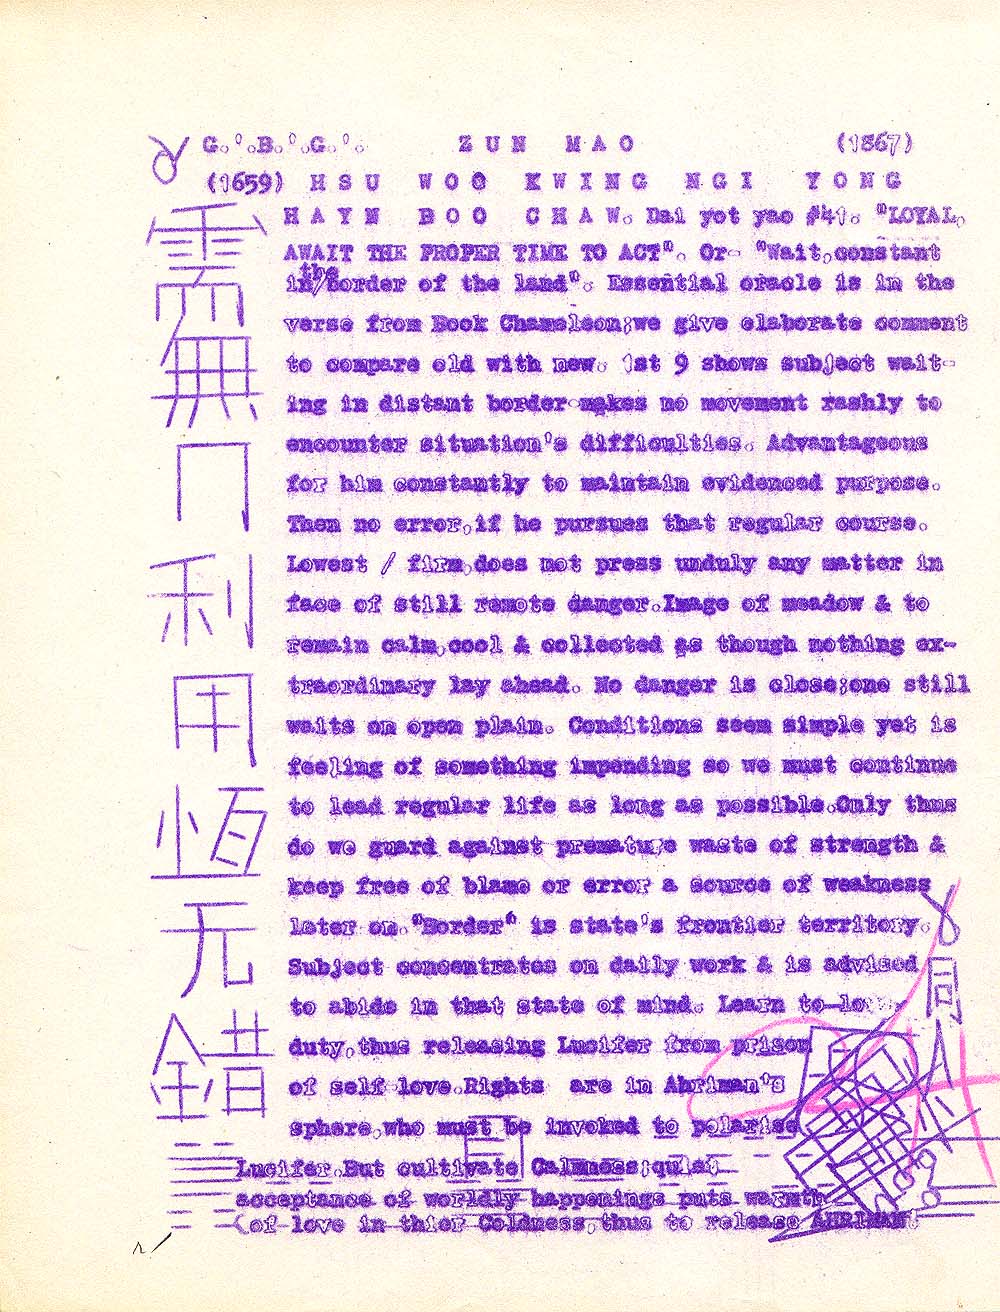 G.'.B.'.G.'. ZUN MAO (1867)
(1659) HSU WOO KWING NGI YONG
HAYN BOO CHAW. Dai yot yao #41. "LOYAL,
AWAIT THE PROPER TIME TO ACT". Or- "Wait,constant
in/the Border of the land". Essential oracle is in the
verse from Book Chameleon;we give elaborate comment
to compare old with new. 1st 9 shows subject wait-
ing in distant border-makes no movement rashly to
encounter situation's difficulties. Advantageous
for him constantly to maintain evidenced purpose.
Then no error,if he pursues that regular course.
Lowest / firm,does not press unduly any matter in
face of still remote danger.Image of meadow & to
remain calm,cool & collected as though nothing ex-
traordinary lay ahead. No danger is close;one still
waits on open plain. Conditions seem simple yet is
feeling of something impending so we must continue
to lead regular life as long as possible.Only thus
do we guard against premature waste of strength &
keep free of blame or error a source of weakness
later on."Border" is state's frontier territory.
Subject concentrates on daily work & is advised
to abide in that state of mind. Learn to
duty,thus releasing Lucifer from prison
of self love.Rights are in Ahriman's
sphere,who must be invoked to polarise
Lucifer.But cultivate Calmness;quiet
acceptance of worldly happenings puts warmth
(of love in thier Coldness,thus to release AHRIMAN
需
無
冂
利
用
恆
无
錯
同